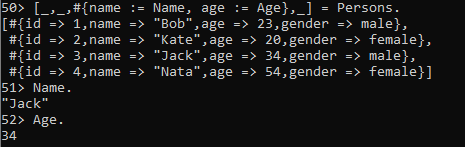 50> [_,_,#{name := Name, age := Age},_] = Persons.
[#{id => 1,name => "Bob",age => 23,gender => male},
 #{id => 2,name => "Kate",age => 20,gender => female},
 #{id => 3,name => "Jack",age => 34,gender => male},
 #{id => 4,name => "Nata",age => 54,gender => female}]
51> Name.
"Jack"
52> Age.
34